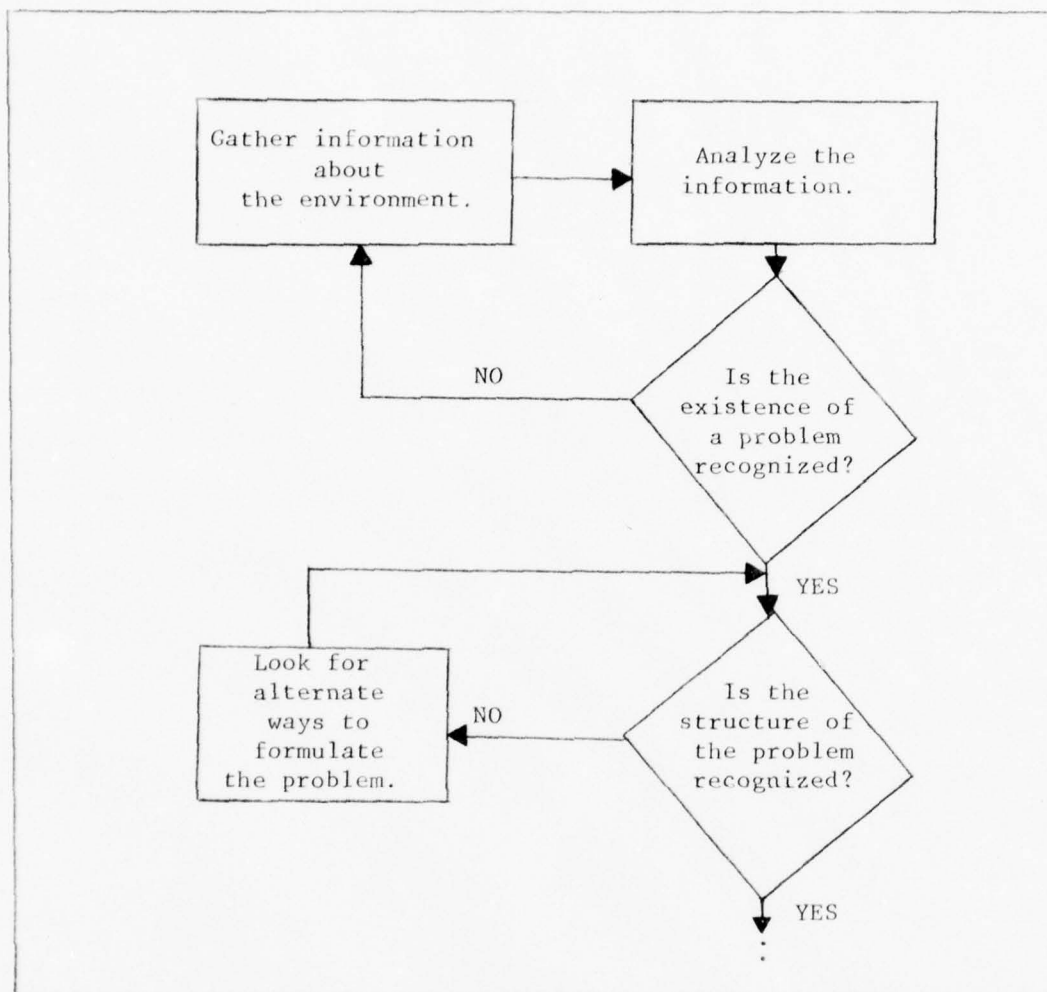 Gather information
about
the environment.
Analyze the
information.
NO
Is the
existence of
a problem
recognized?
YES
Look for
alternate
ways to
formulate
the problem.
NO
Is the
structure of
the problem
recognized?
YES